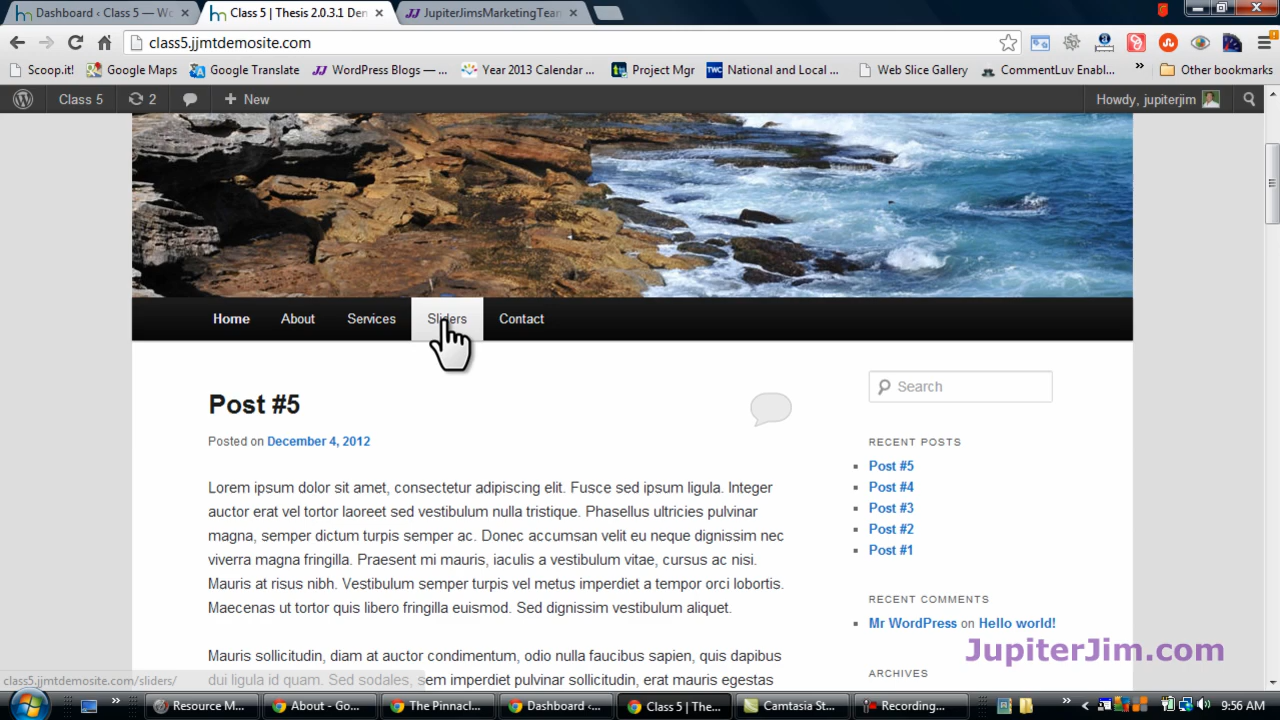 Dashboard ‹ Class 5 — Wo
Class 5 | Thesis 2.0.3.1 Den
JupiterJimsMarketingTean
class5.jjmtdemosite.com
Scoop.it!
Google Maps
Google Translate
WordPress Blogs — ...
Year 2013 Calendar ...
Project Mgr
National and Local ...
Web Slice Gallery
CommentLuv Enabl...
Other bookmarks
Class 5
2
New
Howdy, jupiterjim
Home
About
Services
Sliders
Contact
Post #5
Posted on December 4, 2012
Lorem ipsum dolor sit amet, consectetur adipiscing elit. Fusce sed ipsum ligula. Integer
auctor erat vel tortor laoreet sed vestibulum nulla tristique. Phasellus ultricies pulvinar
magna, semper dictum turpis semper ac. Donec accumsan velit eu neque dignissim nec
viverra magna fringilla. Praesent mi mauris, iaculis a vestibulum vitae, cursus ac nisi.
Mauris at risus nibh. Vestibulum semper turpis vel metus imperdiet a tempor orci lobortis.
Maecenas ut tortor quis libero fringilla euismod. Sed dignissim vestibulum aliquet.
Mauris sollicitudin, diam at auctor condimentum, odio nulla faucibus sapien, quis dapibus
ligula id quam. Sed sodales, sem imperdiet pulvinar sollicitudin, erat mauris egestas
Search
RECENT POSTS
Post #5
Post #4
Post #3
Post #2
Post #1
RECENT COMMENTS
Mr WordPress on Hello world!
JupiterJim.com
ARCHIVES
class5.jjmtdemosite.com/sliders/
Resource M...
About - Go...
The Pinnacl...
Dashboard ‹...
Class 5 | The...
Camtasia St...
Recording...
9:56 AM